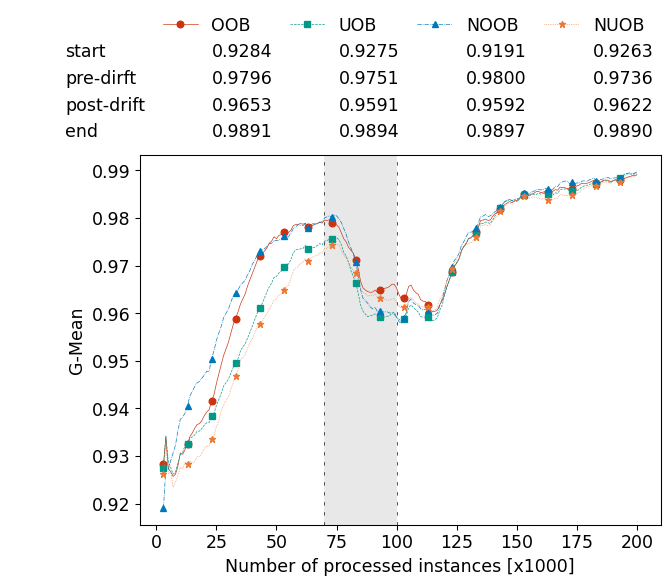 OOB UOB NOOB NUOB
start 0.9284 0.9275 0.9191 0.9263
pre-dirft 0.9796 0.9751 0.9800 0.9736
post-drift 0.9653 0.9591 0.9592 0.9622
end 0.9891 0.9894 0.9897 0.9890
0.99
0.98
0.97
0.96
0.95
0.94
0.93
0.92
G-Mean
0 25 50 75 100 125 150 175 200
Number of processed instances [x1000]